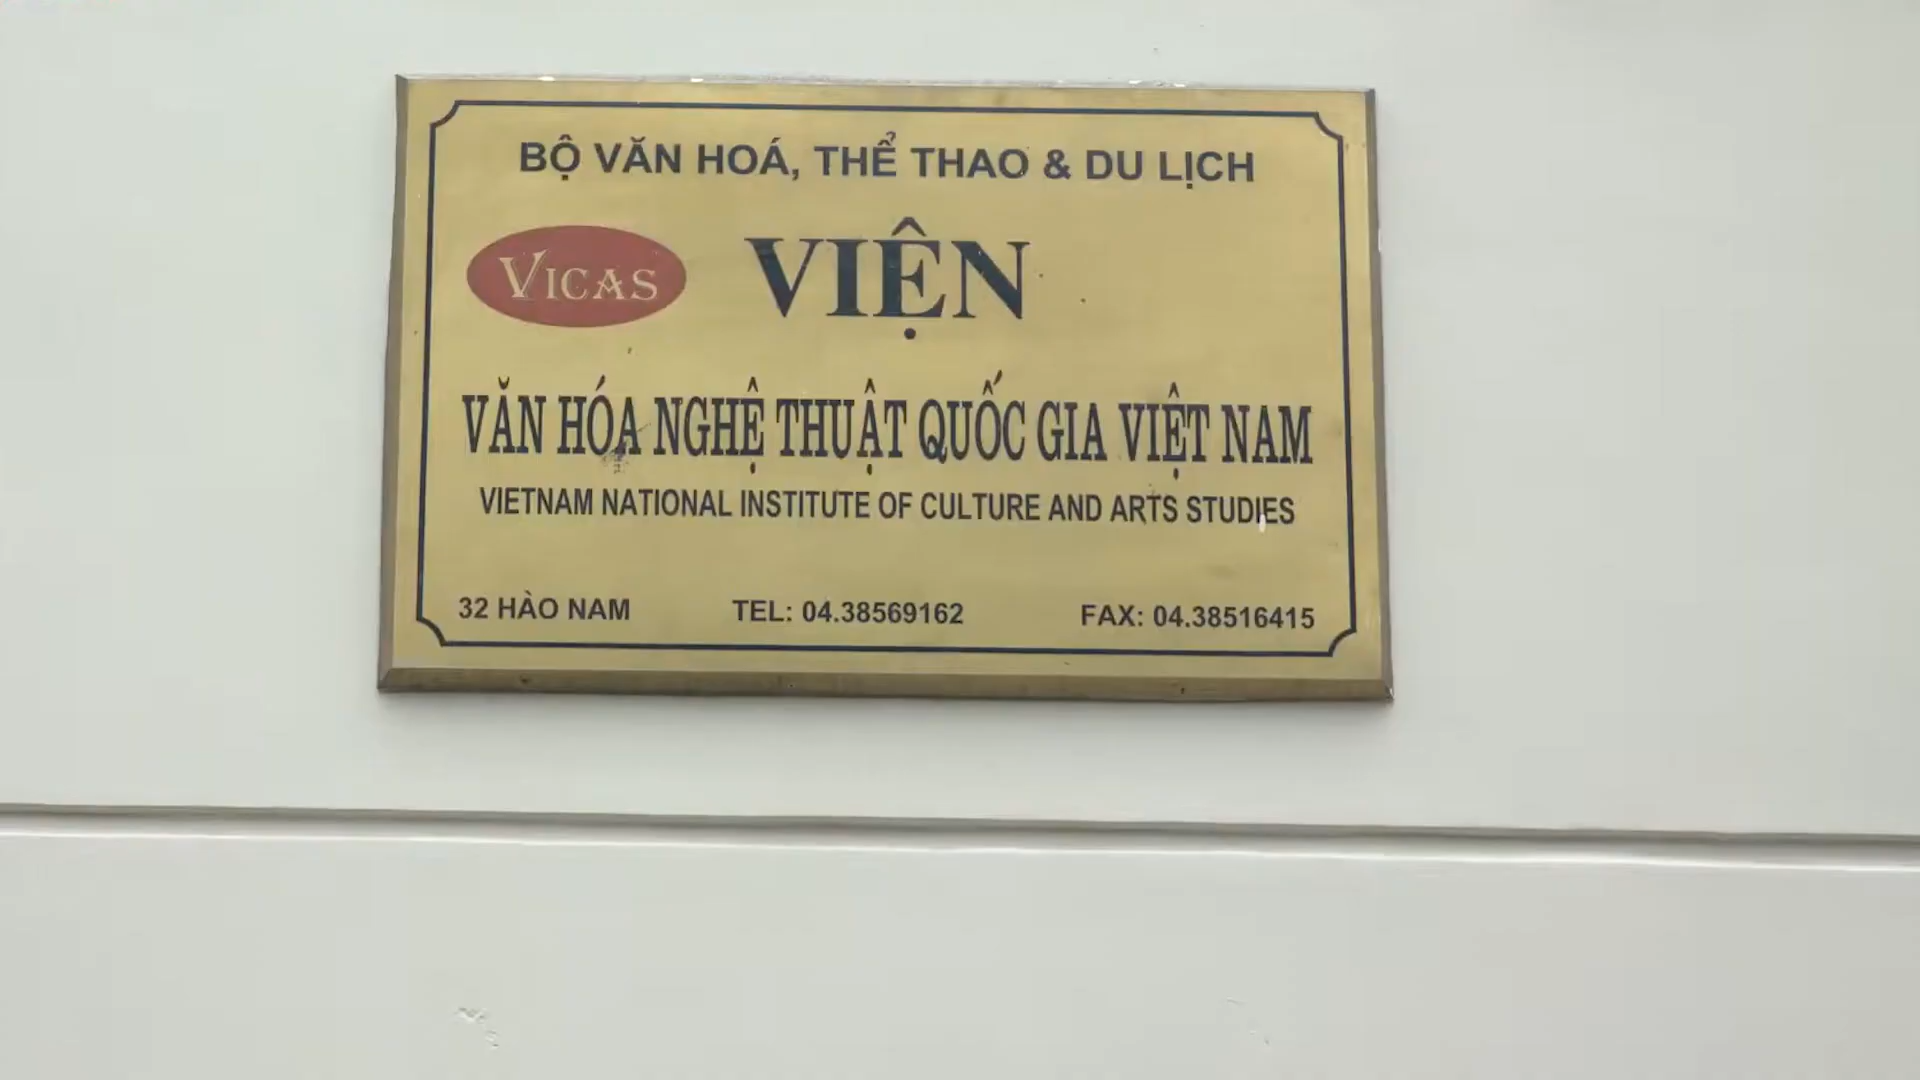 BỘ VĂN HOÁ, THỂ THAO & DU LỊCH
VICAS VIỆN
VĂN HÓA NGHỆ THUẬT QUỐC GIA VIỆT NAM
VIETNAM NATIONAL INSTITUTE OF CULTURE AND ARTS STUDIES
32 HÀO NAM TEL: 04.38569162 FAX: 04.38516415